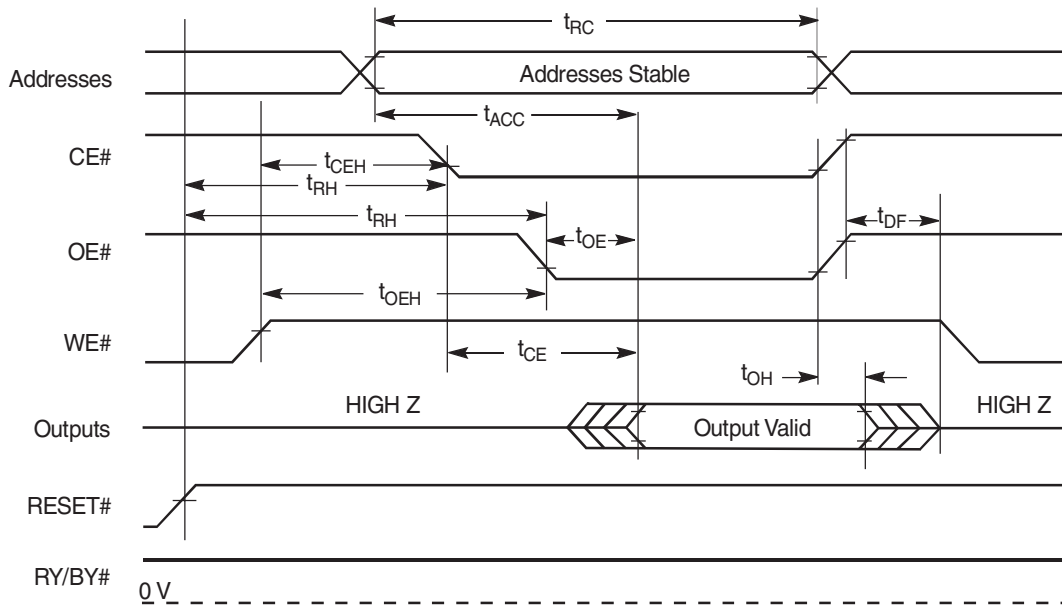 tRC
Addresses
Addresses Stable
tACC
CE#
tCEH
tRH
tRH
tDF
OE#
tOE
tOEH
WE#
tCE
tOH
HIGH Z
HIGH Z
Outputs
Output Valid
RESET#
RY/BY#
0 V